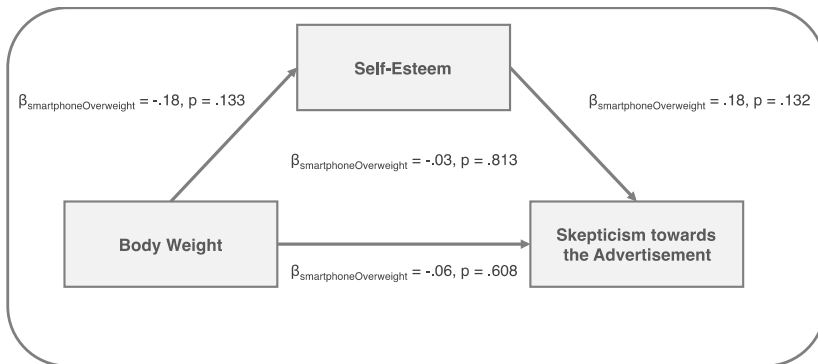 Self-Esteem
βsmartphoneOverweight = -.18, p = .133
βsmartphoneOverweight = .18, p = .132
βsmartphoneOverweight = -.03, p = .813
Body Weight
Skepticism towards
the Advertisement
βsmartphoneOverweight = -.06, p = .608